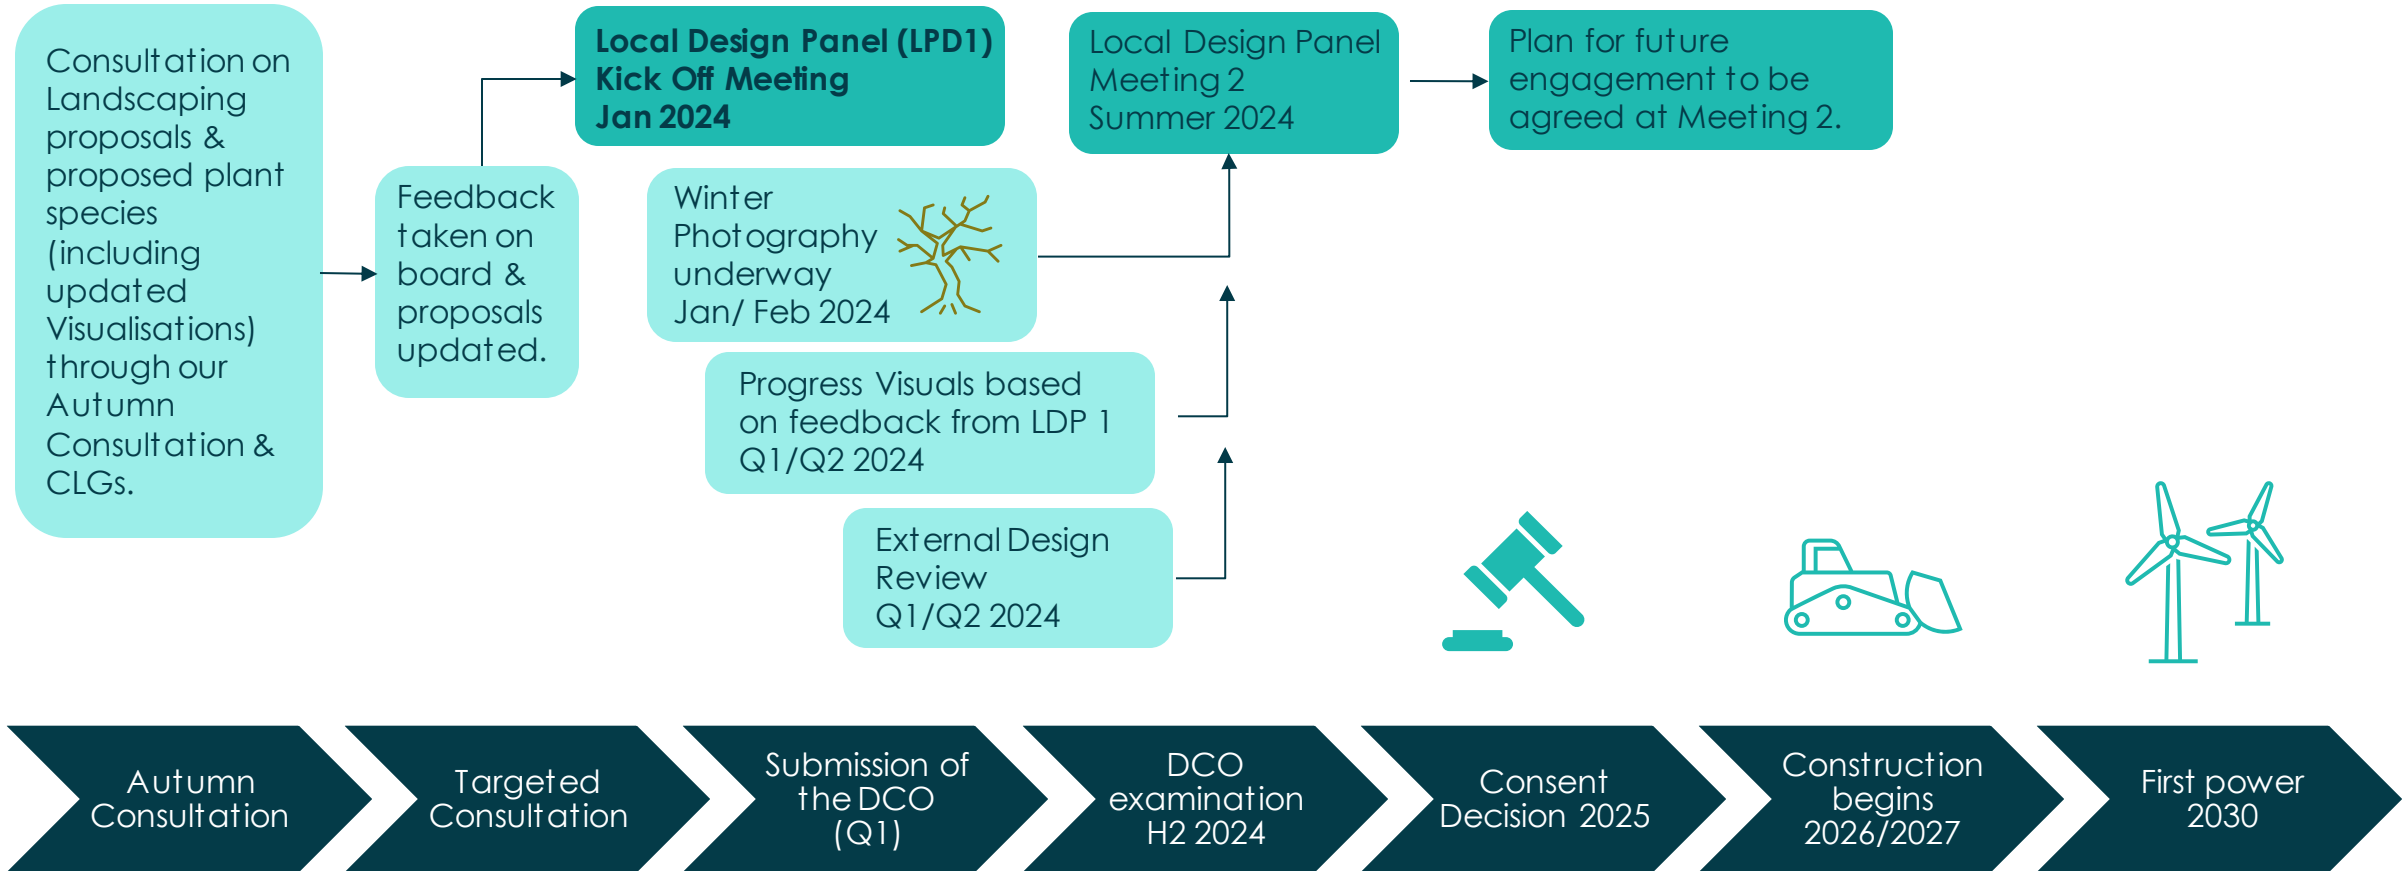 Consultation on
Landscaping
proposals &
proposed plant
species
(including
updated
Visualisations)
through our
Autumn
Consultation &
CLGs.
Feedback
taken on
board &
proposals
updated.
Local Design Panel (LPD1)
Kick Off Meeting
Jan 2024
Winter
Photography
underway
Jan/ Feb 2024
Progress Visuals based
on feedback from LDP 1
Q1/Q2 2024
External Design
Review
Q1/Q2 2024
Local Design Panel
Meeting 2
Summer 2024
Plan for future
engagement to be
agreed at Meeting 2.
Autumn
Consultation
Targeted
Consultation
Submission of
the DCO
(Q1)
DCO
examination
H2 2024
Consent
Decision 2025
Construction
begins
2026/2027
First power
2030